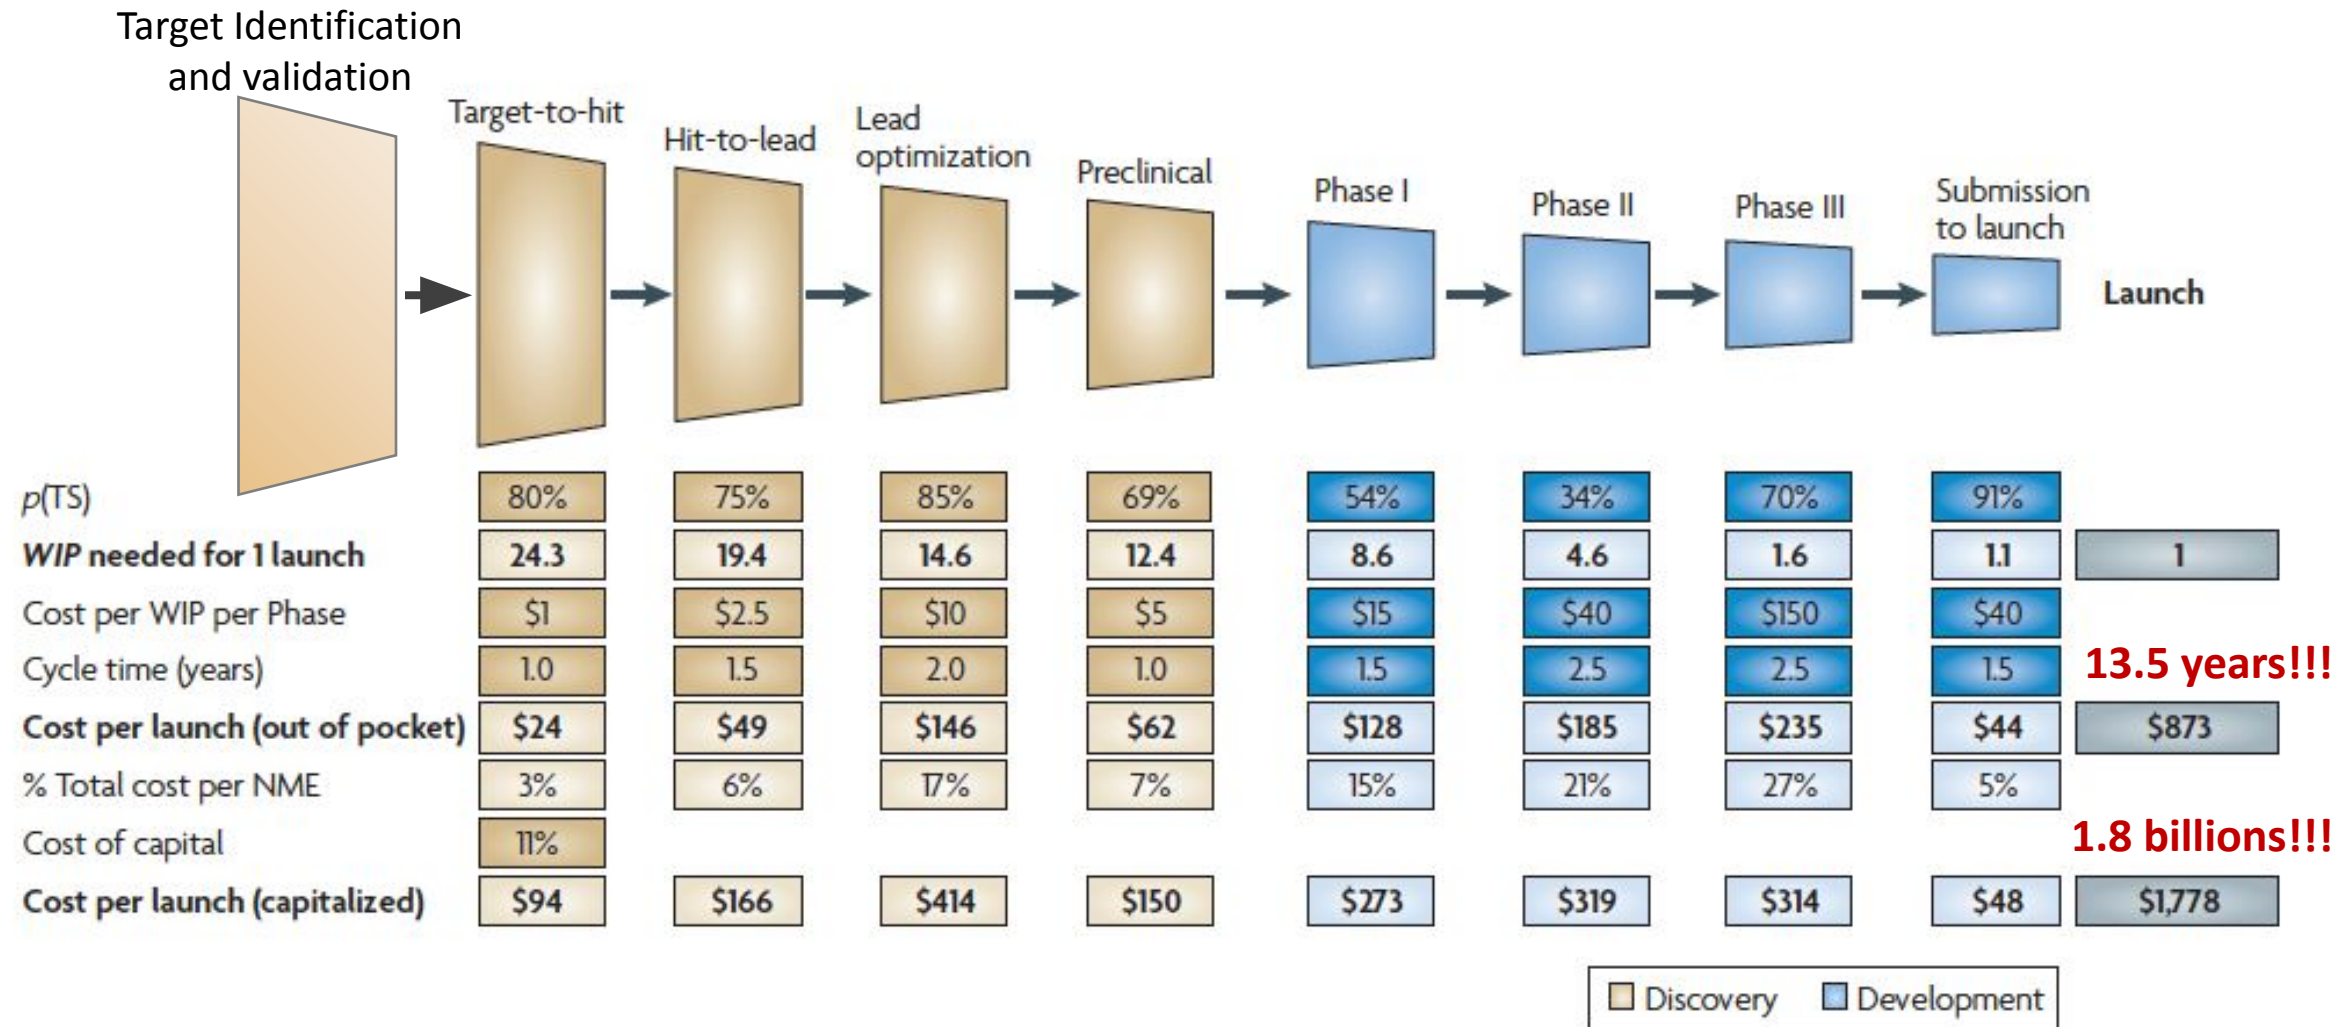 Target Identification
and validation
Target-to-hit
Hit-to-lead
Lead
optimization
Preclinical
Phase I
Phase II
Phase III
Submission
to launch
Launch
p(TS) 80% 75% 85% 69% 54% 34% 70% 91%
WIP needed for 1 launch 24.3 19.4 14.6 12.4 8.6 4.6 1.6 1.1 1
Cost per WIP per Phase $1 $2.5 $10 $5 $15 $40 $150 $40
Cycle time (years) 1.0 1.5 2.0 1.0 1.5 2.5 2.5 1.5 13.5 years!!!
Cost per launch (out of pocket) $24 $49 $146 $62 $128 $185 $235 $44 $873
% Total cost per NME 3% 6% 17% 7% 15% 21% 27% 5%
Cost of capital 11% 1.8 billions!!!
Cost per launch (capitalized) $94 $166 $414 $150 $273 $319 $314 $48 $1,778
Discovery Development